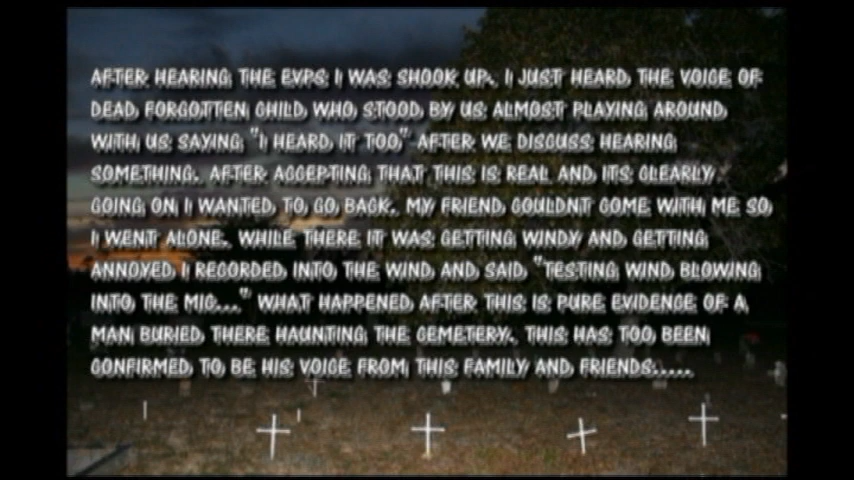 AFTER HEARING THE EVPS I WAS SHOOK UP. I JUST HEARD THE VOICE OF
DEAD FORGOTTEN CHILD WHO STOOD BY US ALMOST PLAYING AROUND
WITH US SAYING "I HEARD IT TOO" AFTER WE DISCUSS HEARING
SOMETHING. AFTER ACCEPTING THAT THIS IS REAL AND ITS CLEARLY
GOING ON I WANTED TO GO BACK. MY FRIEND COULDNT COME WITH ME SO
I WENT ALONE. WHILE THERE IT WAS GETTING WINDY AND GETTING
ANNOYED I RECORDED INTO THE WIND AND SAID "TESTING WIND BLOWING
INTO THE MIC..." WHAT HAPPENED AFTER THIS IS PURE EVIDENCE OF A
MAN BURIED THERE HAUNTING THE CEMETERY. THIS HAS TOO BEEN
CONFIRMED TO BE HIS VOICE FROM THIS FAMILY AND FRIENDS.....